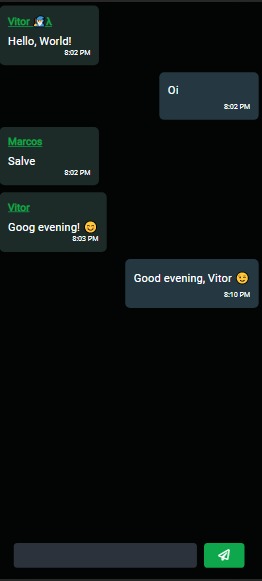 Vitor 🧙‍♂️λ
Hello, World!
8:02 PM
Oi
8:02 PM
Marcos
Salve
8:02 PM
Vitor
Goog evening! 😊
8:03 PM
Good evening, Vitor 😉
8:10 PM